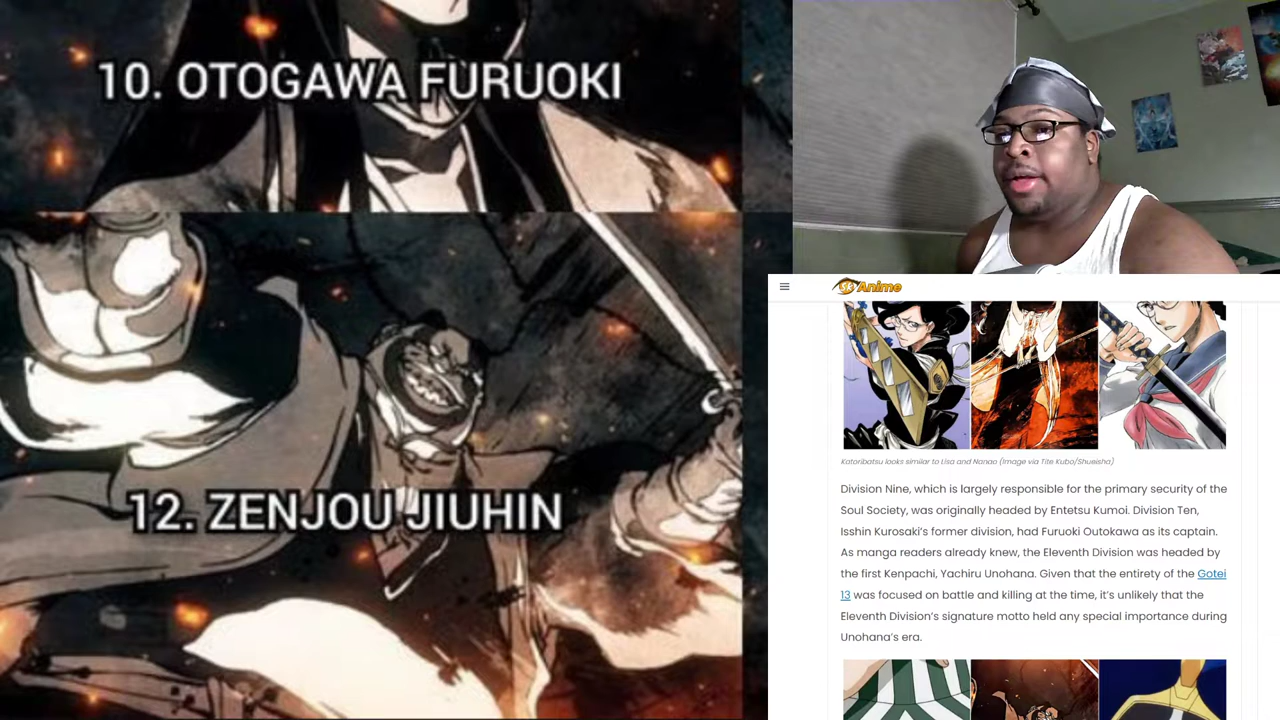 10. OTOGAWA FURUOKI
12. ZENJOU JIUHIN
SK Anime
Katoribatsu looks similar to Lisa and Nanao (Image via Tite Kubo/Shueisha)
Division Nine, which is largely responsible for the primary security of the
Soul Society, was originally headed by Entetsu Kumoi. Division Ten,
Isshin Kurosaki's former division, had Furuoki Outokawa as its captain.
As manga readers already knew, the Eleventh Division was headed by
the first Kenpachi, Yachiru Unohana. Given that the entirety of the Gotei
13 was focused on battle and killing at the time, it's unlikely that the
Eleventh Division's signature motto held any special importance during
Unohana's era.